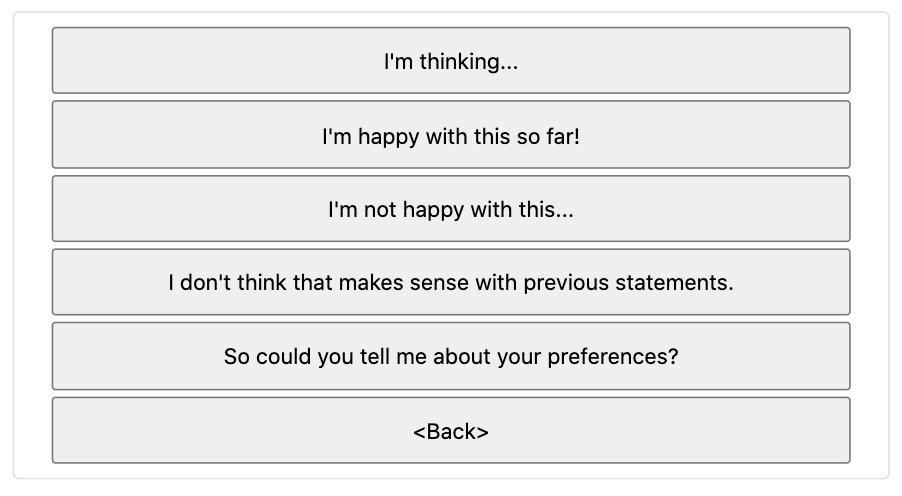 I'm thinking...
I'm happy with this so far!
I'm not happy with this...
I don't think that makes sense with previous statements.
So could you tell me about your preferences?
<Back>